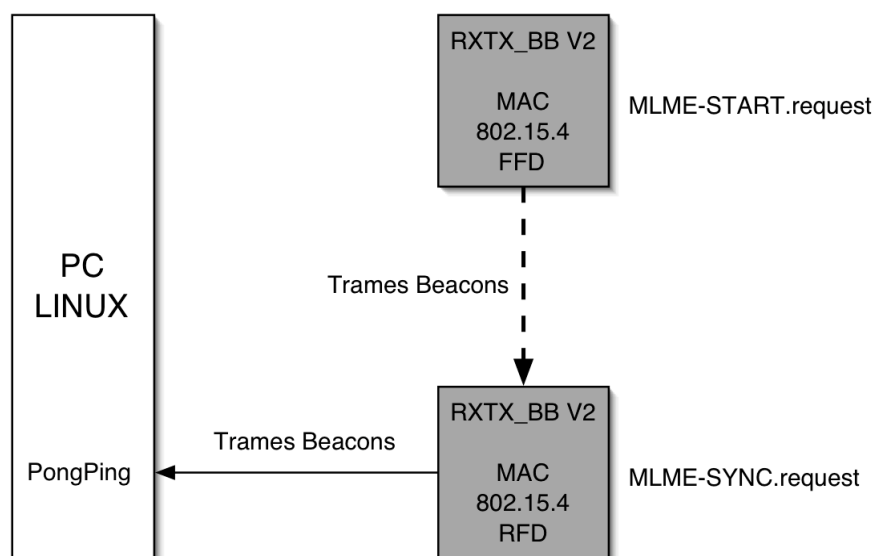 RXTX_BB V2
MAC
802.15.4
FFD
MLME-START.request
PC
LINUX
Trames Beacons
RXTX_BB V2
Trames Beacons
PongPing
MAC
802.15.4
RFD
MLME-SYNC.request